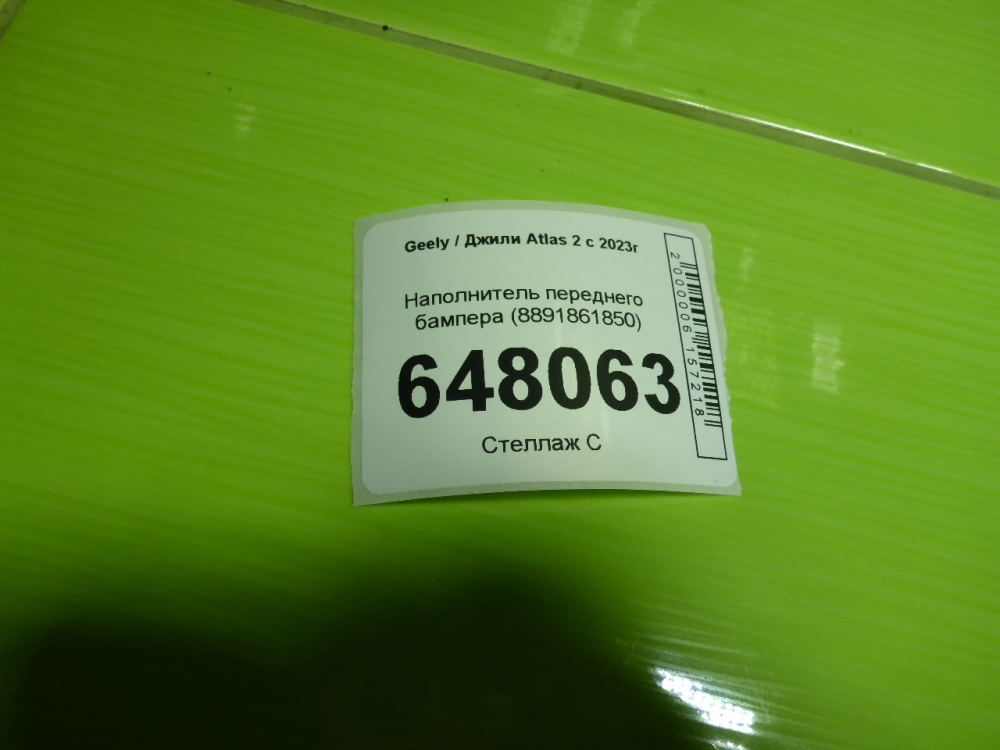 Geely / Джили Atlas 2 с 2023г
Наполнитель переднего
бампера (8891861850)
648063
Стеллаж С
2000006157218